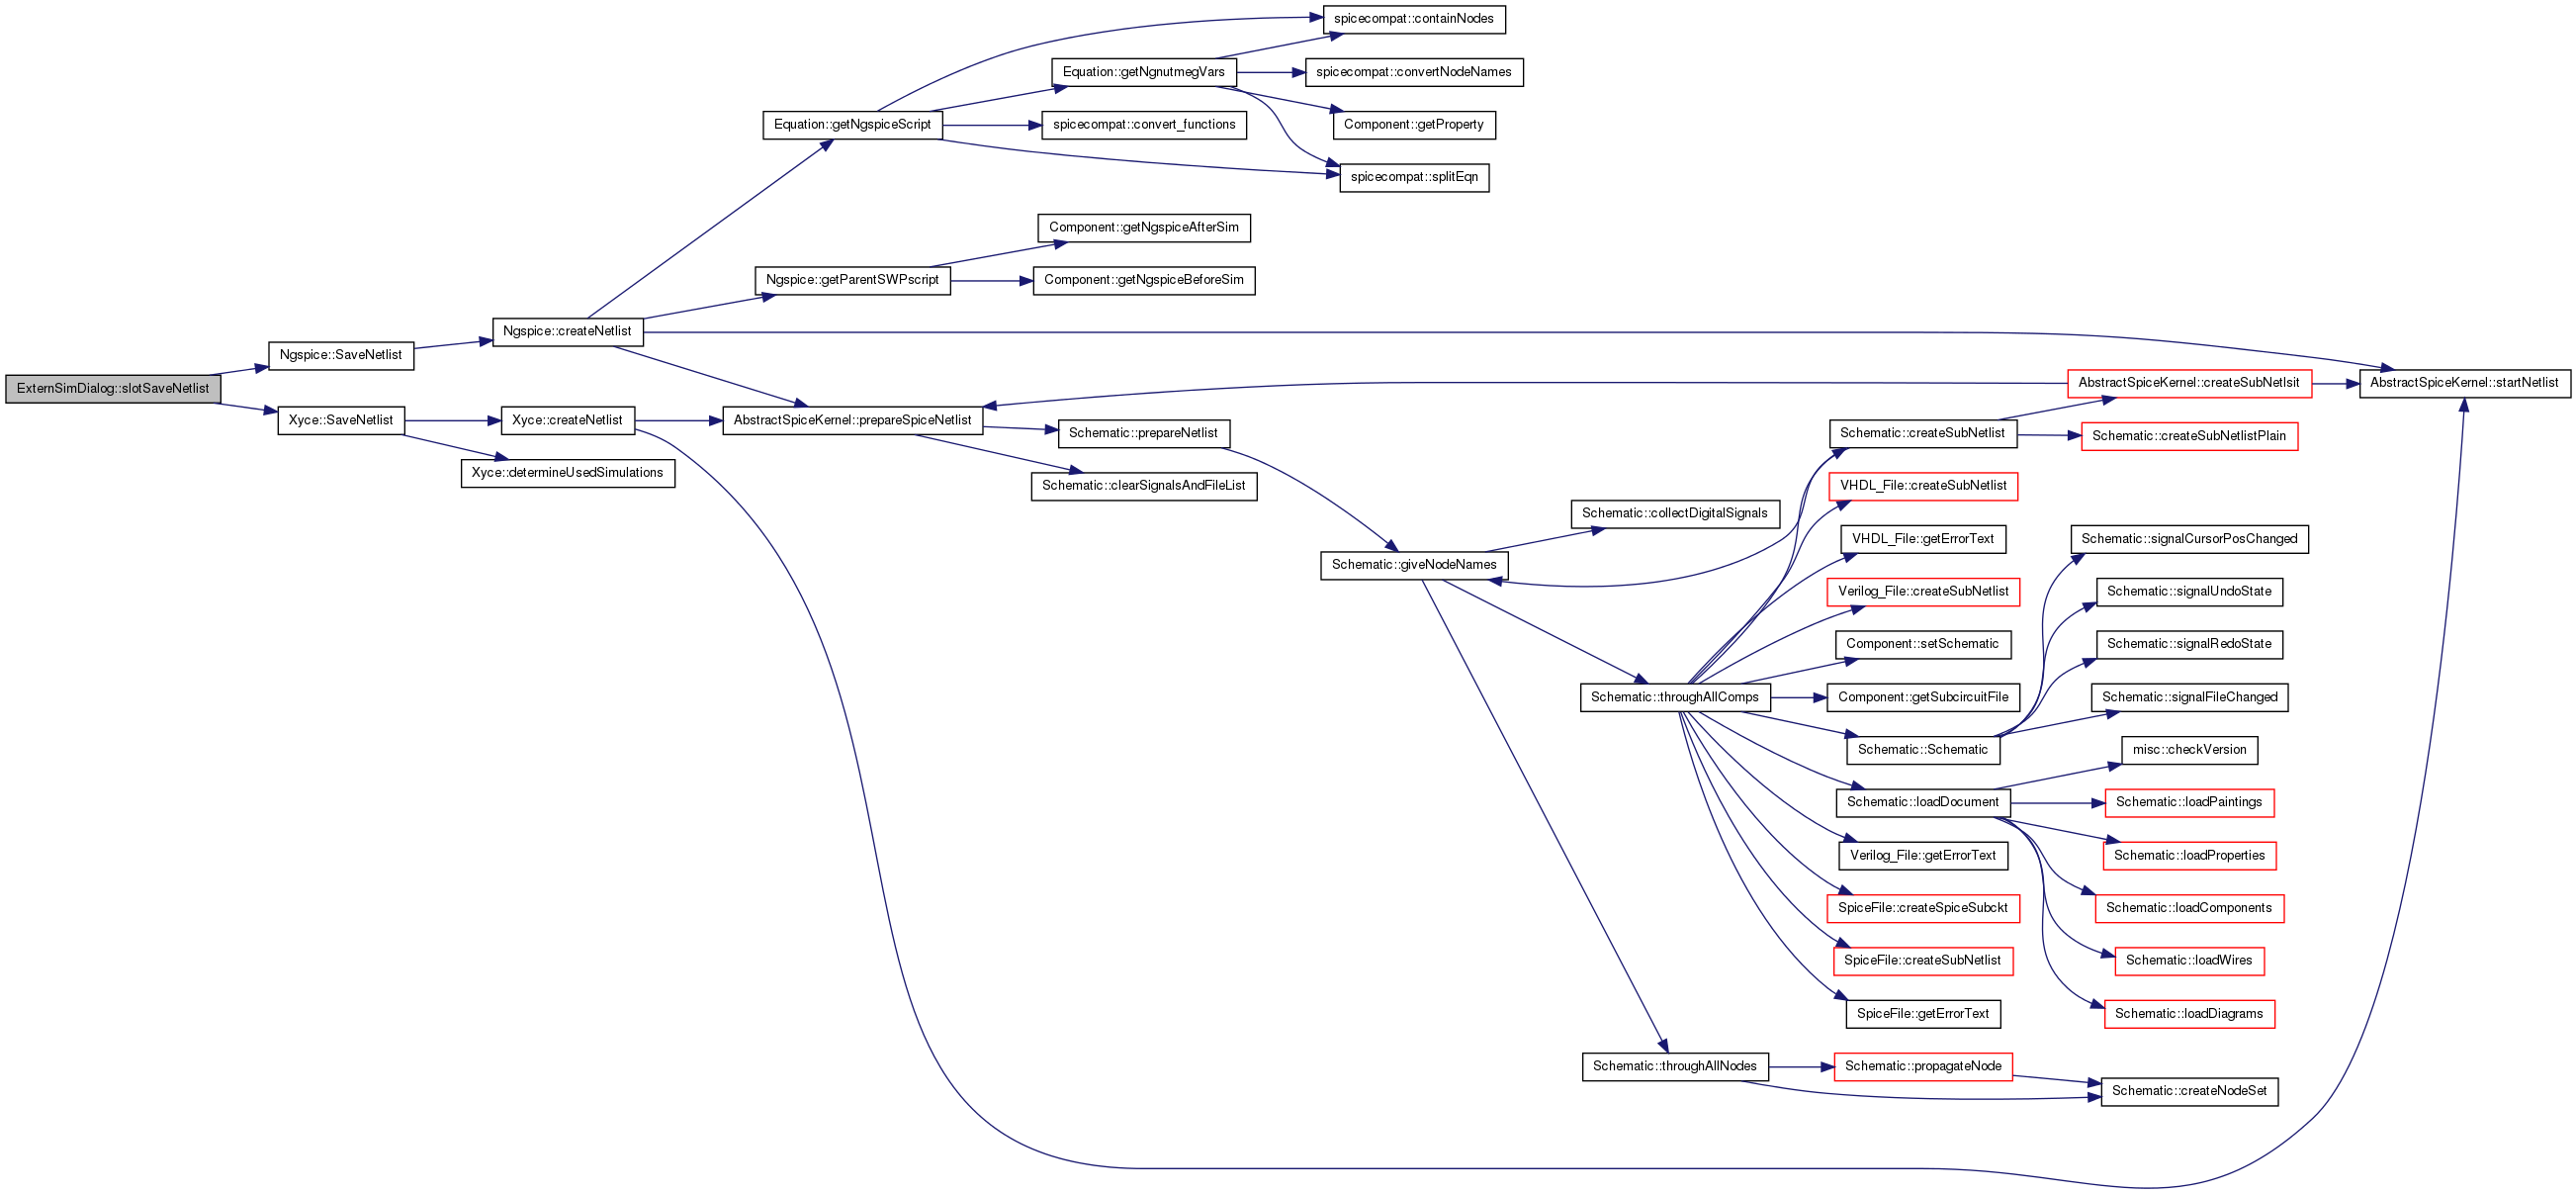 spicecompat::containNodes
Equation::getNgnutmegVars
spicecompat::convertNodeNames
Equation::getNgspiceScript
spicecompat::convert_functions
Component::getProperty
spicecompat::splitEqn
Component::getNgspiceAfterSim
Ngspice::getParentSWPscript
Component::getNgspiceBeforeSim
Ngspice::createNetlist
Ngspice::SaveNetlist
ExternSimDialog::slotSaveNetlist
AbstractSpiceKernel::createSubNetlsit
AbstractSpiceKernel::startNetlist
Xyce::SaveNetlist
Xyce::createNetlist
AbstractSpiceKernel::prepareSpiceNetlist
Schematic::prepareNetlist
Schematic::createSubNetlist
Schematic::createSubNetlistPlain
Xyce::determineUsedSimulations
Schematic::clearSignalsAndFileList
VHDL_File::createSubNetlist
Schematic::collectDigitalSignals
VHDL_File::getErrorText
Schematic::signalCursorPosChanged
Schematic::giveNodeNames
Verilog_File::createSubNetlist
Schematic::signalUndoState
Component::setSchematic
Schematic::signalRedoState
Schematic::throughAllComps
Component::getSubcircuitFile
Schematic::signalFileChanged
Schematic::Schematic
misc::checkVersion
Schematic::loadDocument
Schematic::loadPaintings
Verilog_File::getErrorText
Schematic::loadProperties
SpiceFile::createSpiceSubckt
Schematic::loadComponents
SpiceFile::createSubNetlist
Schematic::loadWires
SpiceFile::getErrorText
Schematic::loadDiagrams
Schematic::throughAllNodes
Schematic::propagateNode
Schematic::createNodeSet